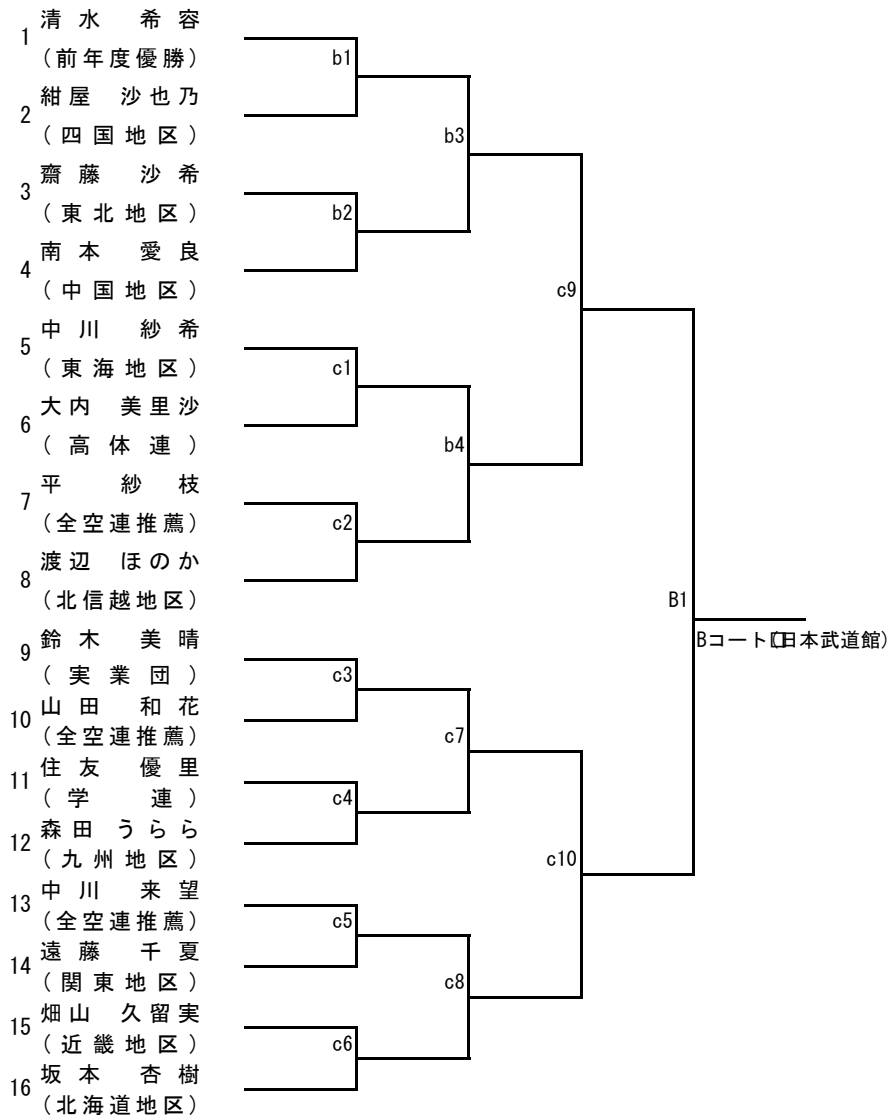 1 清水 希容
(前年度優勝)
b1
2 紺屋 沙也乃
(四国地区)
b3
3 齋藤 沙希
(東北地区)
b2
4 南本 愛良
(中国地区)
c9
5 中川 紗希
(東海地区)
c1
6 大内 美里沙
(高体連)
b4
7 平 紗枝
(全空連推薦)
c2
8 渡辺 ほのか
(北信越地区)
B1
Bコート 日本武道館)
9 鈴木 美晴
(実業団)
c3
10 山田 和花
(全空連推薦)
c7
11 住友 優里
(学連)
c4
12 森田 うらら
(九州地区)
c10
13 中川 来望
(全空連推薦)
c5
14 遠藤 千夏
(関東地区)
c8
15 畑山 久留実
(近畿地区)
c6
16 坂本 杏樹
(北海道地区)